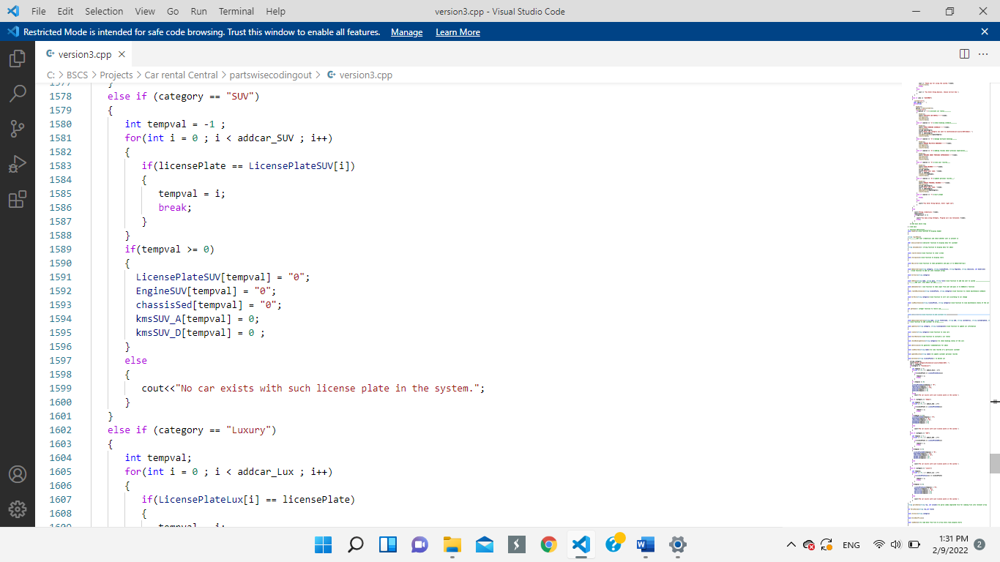 File Edit Selection View Go Run Terminal Help version3.cpp - Visual Studio Code
Restricted Mode is intended for safe code browsing. Trust this window to enable all features. Manage Learn More
version3.cpp
C: > BSCS > Projects > Car rental Central > partswisecodingout > version3.cpp
1577 }
1578 else if (category == "SUV")
1579 {
1580 int tempval = -1 ;
1581 for(int i = 0 ; i < addcar_SUV ; i++)
1582 {
1583 if(licensePlate == LicensePlateSUV[i])
1584 {
1585 tempval = i;
1586 break;
1587 }
1588 }
1589 if(tempval >= 0)
1590 {
1591 LicensePlateSUV[tempval] = "0";
1592 EngineSUV[tempval] = "0";
1593 chassisSed[tempval] = "0";
1594 kmsSUV_A[tempval] = 0;
1595 kmsSUV_D[tempval] = 0 ;
1596 }
1597 else
1598 {
1599 cout<<"No car exists with such license plate in the system.";
1600 }
1601 }
1602 else if (category == "Luxury")
1603 {
1604 int tempval;
1605 for(int i = 0 ; i < addcar_Lux ; i++)
1606 {
1607 if(LicensePlateLux[i] == licensePlate)
1608 {
1609 tempval = i;
ENG 1:31 PM
2/9/2022 2